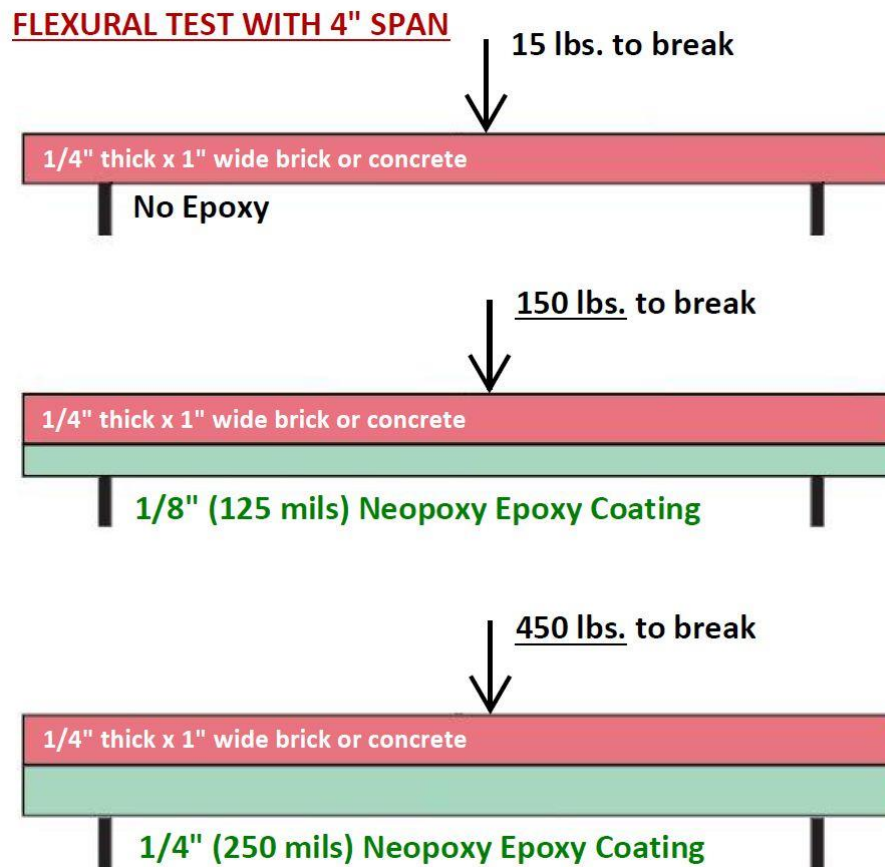 FLEXURAL TEST WITH 4" SPAN
15 lbs. to break
1/4" thick x 1" wide brick or concrete
No Epoxy
150 lbs. to break
1/4" thick x 1" wide brick or concrete
1/8" (125 mils) Neopoxy Epoxy Coating
450 lbs. to break
1/4" thick x 1" wide brick or concrete
1/4" (250 mils) Neopoxy Epoxy Coating